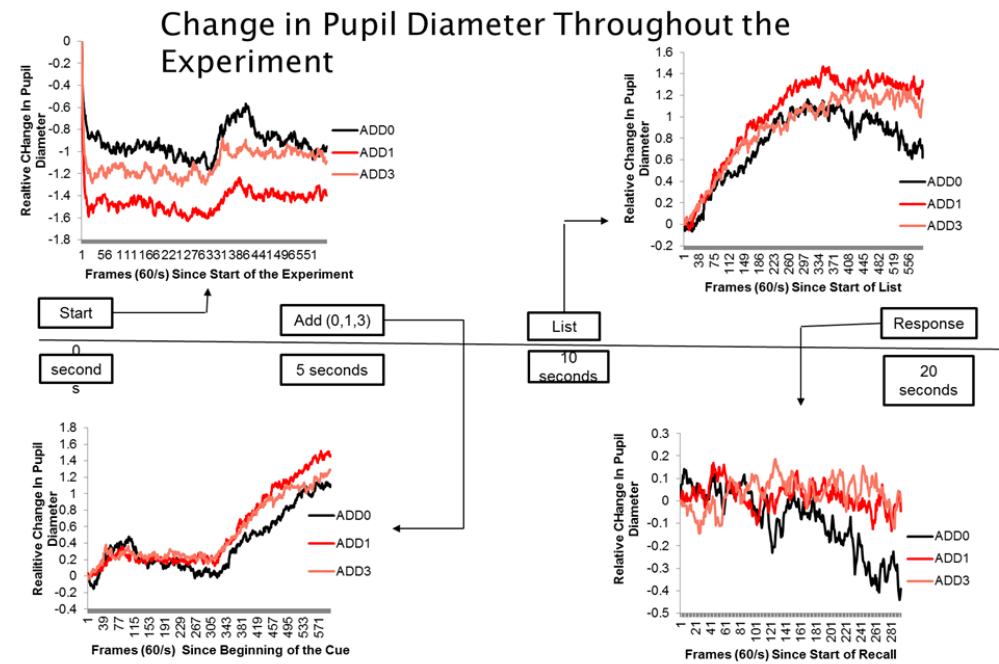 Change in Pupil Diameter Throughout the
Experiment
0
-0.2
-0.4
-0.6
-0.8
-1
-1.2
-1.4
-1.6
-1.8
Realtive CHange In Pupil
Diameter
ADD0
ADD1
ADD3
1 56 111 166 221 276 331 386 441 496 551
Frames (60/s) Since Start of the Experiment
1.6
1.4
1.2
1
0.8
0.6
0.4
0.2
0
-0.2
Relative Change In Pupil
Diameter
ADD0
ADD1
ADD3
1 38 75 112 149 186 223 260 297 334 371 408 445 482 519 556
Frames (60/s) Since Start of List
Start
Add (0,1,3)
List
Response
0
second
s
5 seconds
10
seconds
20
seconds
1.8
1.6
1.4
1.2
1
0.8
0.6
0.4
0.2
0
-0.2
-0.4
Realitive Change In Pupil
Diameter
ADD0
ADD1
ADD3
1 39 77 115 153 191 229 267 305 343 381 419 457 495 533 571
Frames (60/s) Since Beginning of the Cue
0.3
0.2
0.1
0
-0.1
-0.2
-0.3
-0.4
-0.5
Relative Change In Pupil
Diameter
ADD0
ADD1
ADD3
1 21 41 61 81 101 121 141 161 181 201 221 241 261 281
Frames (60/s) Since Start of Recall